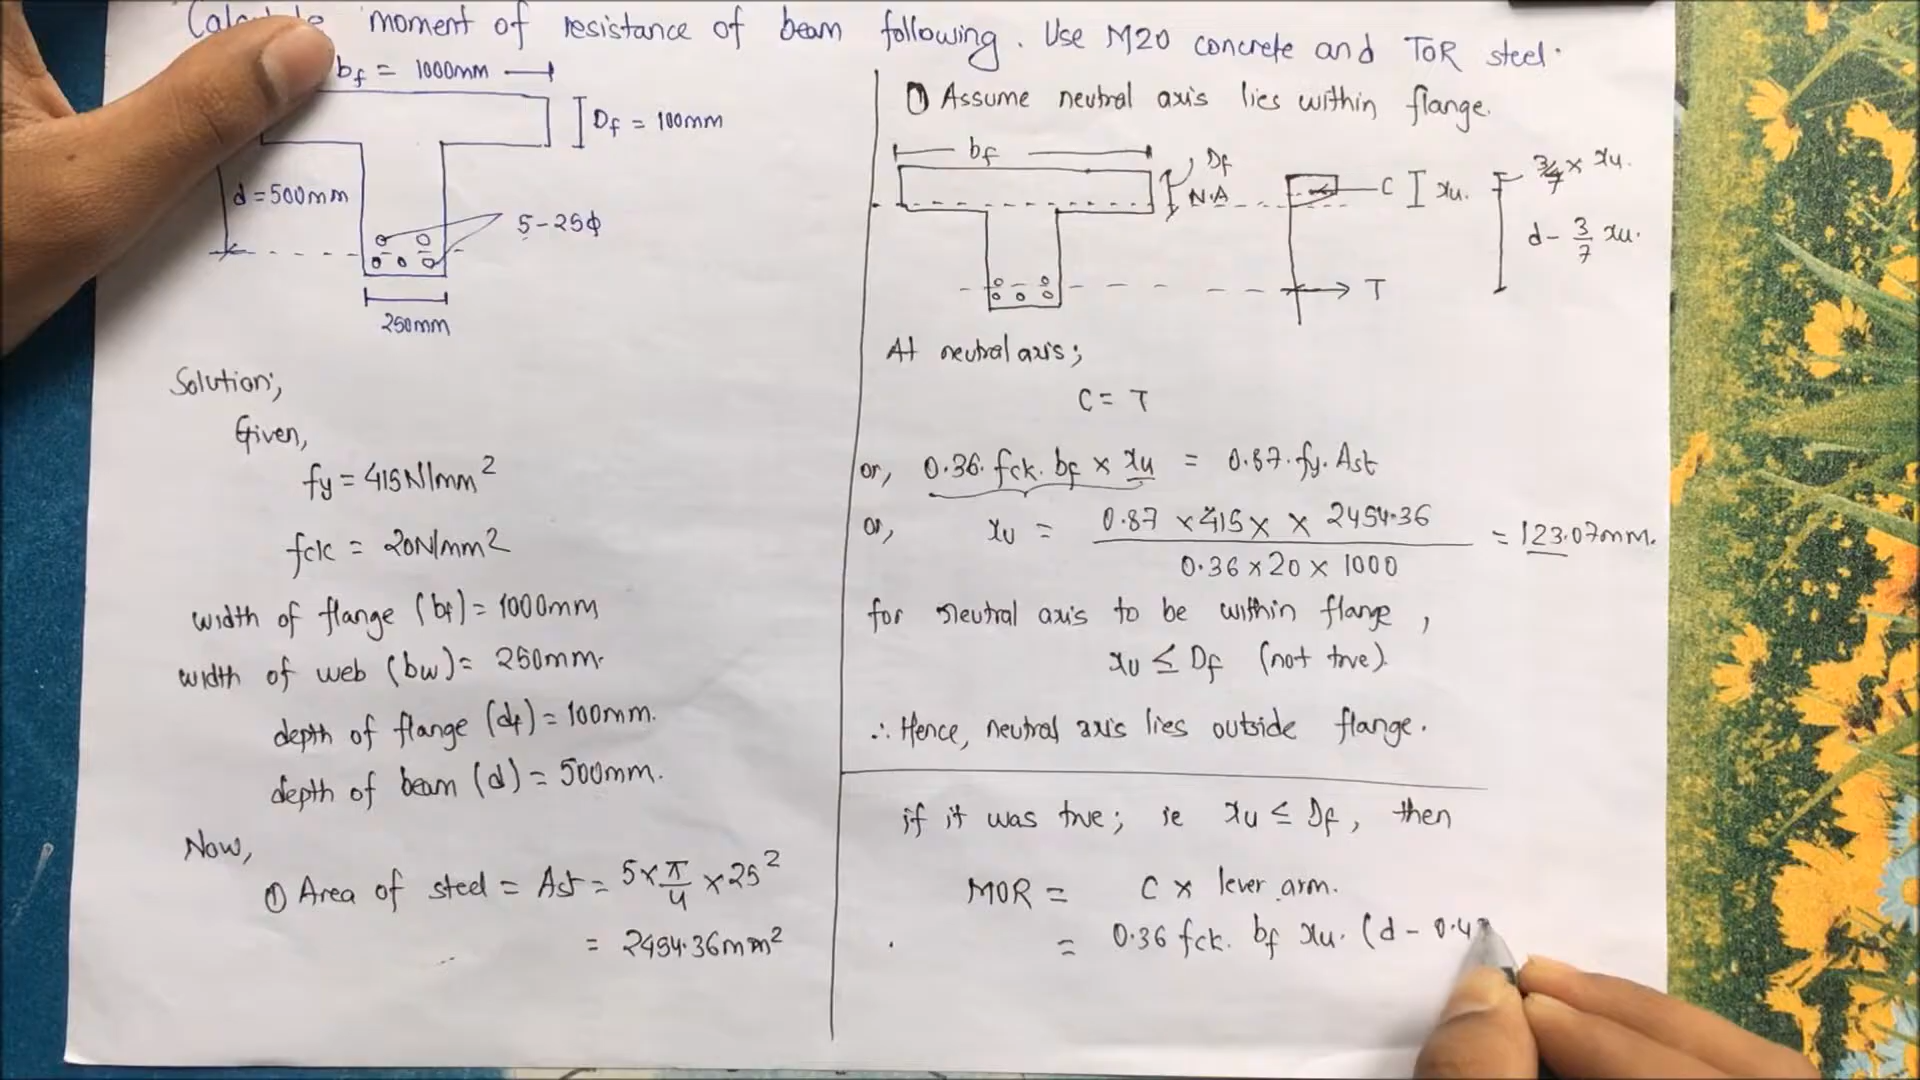 moment of resistance of beam following. Use M20 concrete and TOR steel.
bf = 1000mm
Df = 100mm
d = 500mm
5-25ϕ
250mm
Solution;
Given,
fy = 415N/mm2
fck = 20N/mm2
width of flange (bf) = 1000mm
width of web (bw) = 250mm.
depth of flange (df) = 100mm.
depth of beam (d) = 500mm.
Now,
① Area of steel = Ast = 5×π/4 ×25²
= 2454.36mm²
① Assume neutral axis lies within flange.
bf
Df
N.A
C
xu.
3/7 × xu.
d - 3/7 xu.
T
At neutral axis;
C = T
or, 0.36. fck. bf × xu = 0.87. fy. Ast
or, xu = 0.87 ×415× × 2454.36 / 0.36×20× 1000 = 123.07mm.
for neutral axis to be within flange,
xu ≤ Df (not true).
∴ Hence, neutral axis lies outside flange.
if it was true; ie xu ≤ Df, then
MOR = C × lever arm.
= 0.36 fck. bf xu. (d - 0.4